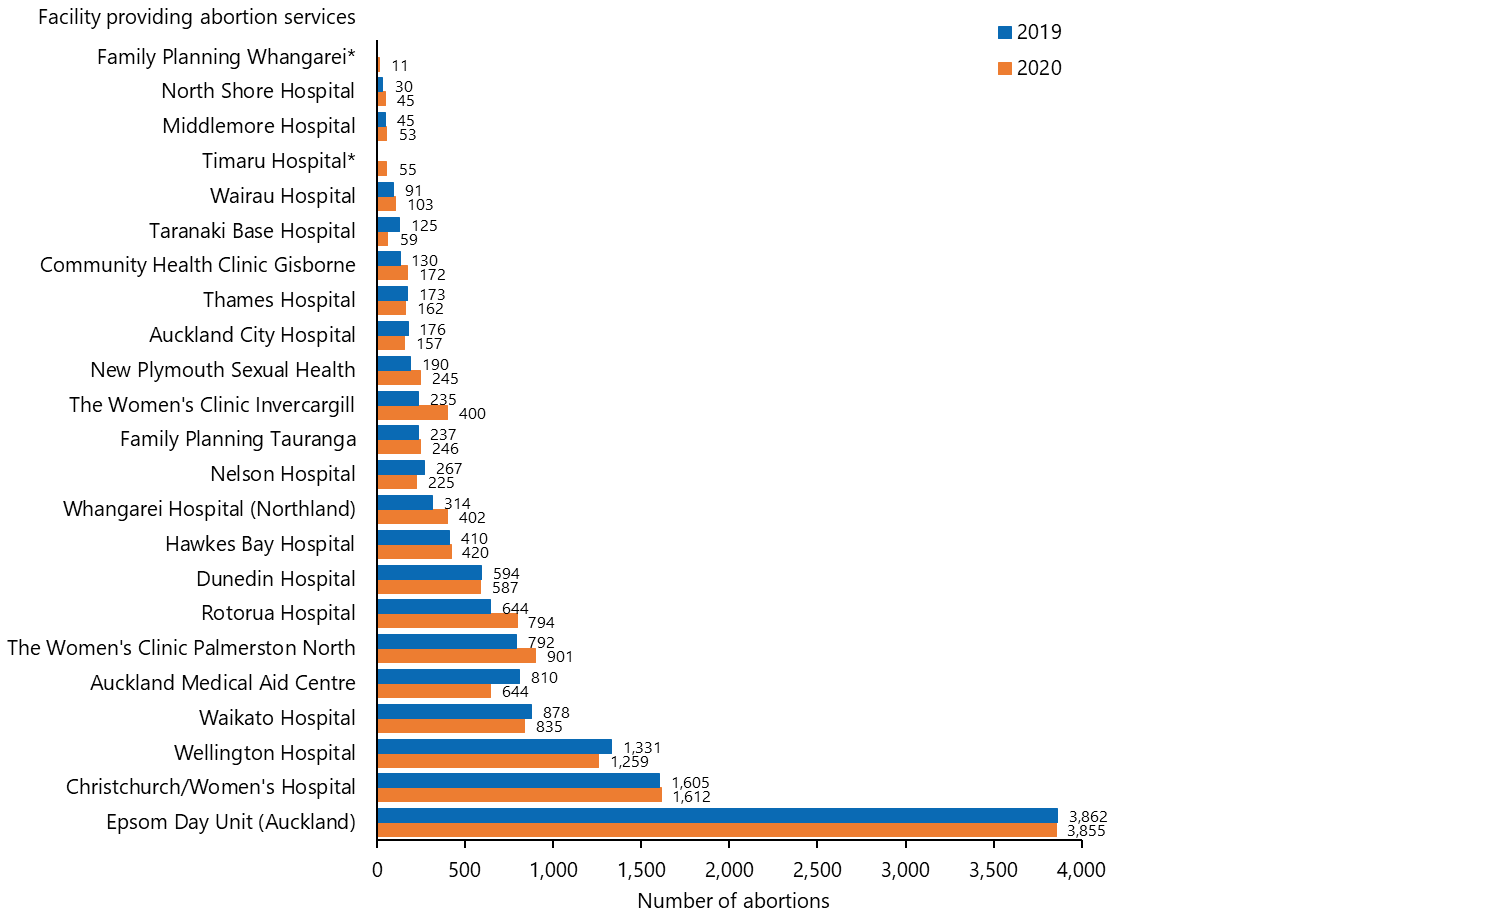 Facility providing abortion services
2019
2020
Family Planning Whangarei*
11
North Shore Hospital
30
45
Middlemore Hospital
45
53
Timaru Hospital*
55
Wairau Hospital
91
103
Taranaki Base Hospital
125
59
Community Health Clinic Gisborne
130
172
Thames Hospital
173
162
Auckland City Hospital
176
157
New Plymouth Sexual Health
190
245
The Women's Clinic Invercargill
235
400
Family Planning Tauranga
237
246
Nelson Hospital
267
225
Whangarei Hospital (Northland)
314
402
Hawkes Bay Hospital
410
420
Dunedin Hospital
594
587
Rotorua Hospital
644
794
The Women's Clinic Palmerston North
792
901
Auckland Medical Aid Centre
810
644
Waikato Hospital
878
835
Wellington Hospital
1,331
1,259
Christchurch/Women's Hospital
1,605
1,612
Epsom Day Unit (Auckland)
3,862
3,855
0 500 1,000 1,500 2,000 2,500 3,000 3,500 4,000
Number of abortions